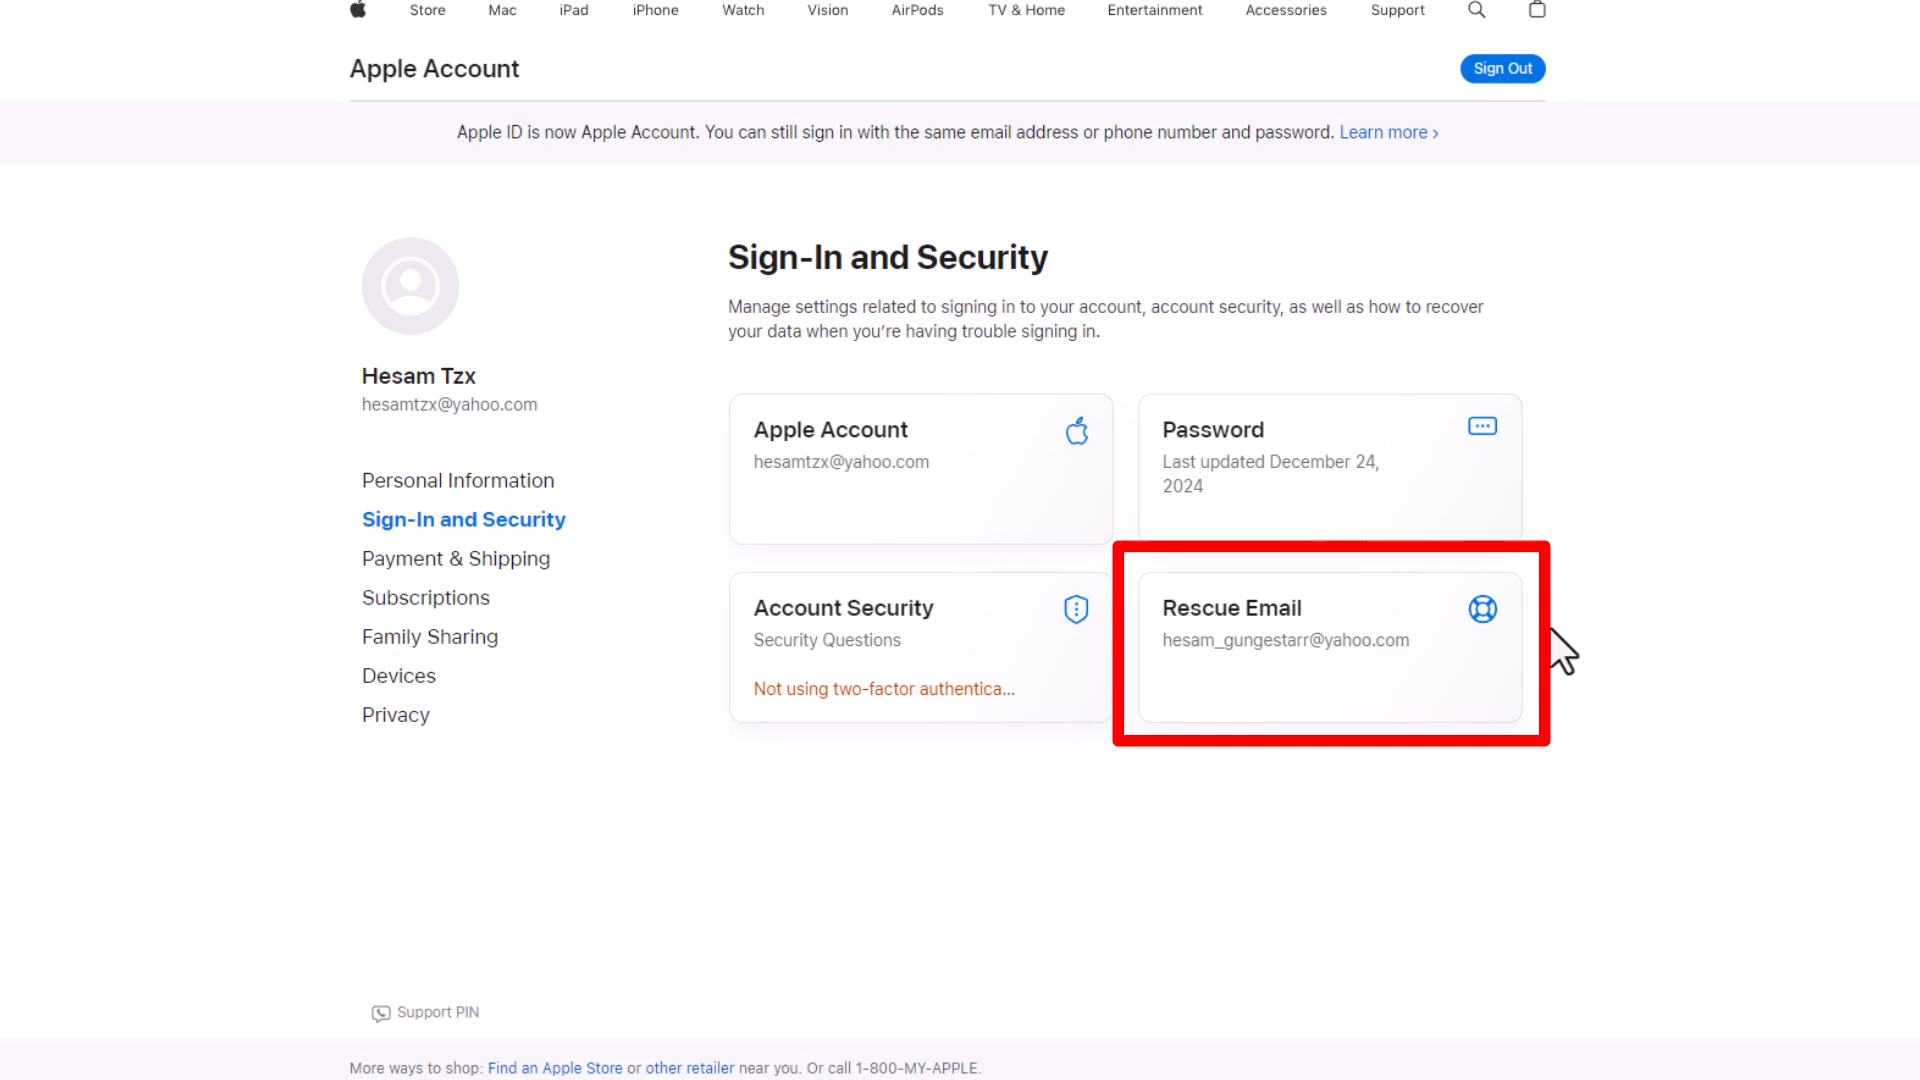 Store Mac iPad iPhone Watch Vision AirPods TV & Home Entertainment Accessories Support
Apple Account
Sign Out
Apple ID is now Apple Account. You can still sign in with the same email address or phone number and password. Learn more >
Hesam Tzx
hesamtzx@yahoo.com
Personal Information
Sign-In and Security
Payment & Shipping
Subscriptions
Family Sharing
Devices
Privacy
Sign-In and Security
Manage settings related to signing in to your account, account security, as well as how to recover
your data when you’re having trouble signing in.
Apple Account
hesamtzx@yahoo.com
Password
Last updated December 24,
2024
Account Security
Security Questions
Not using two-factor authentica...
Rescue Email
hesam_gungestarr@yahoo.com
Support PIN
More ways to shop: Find an Apple Store or other retailer near you. Or call 1-800-MY-APPLE.